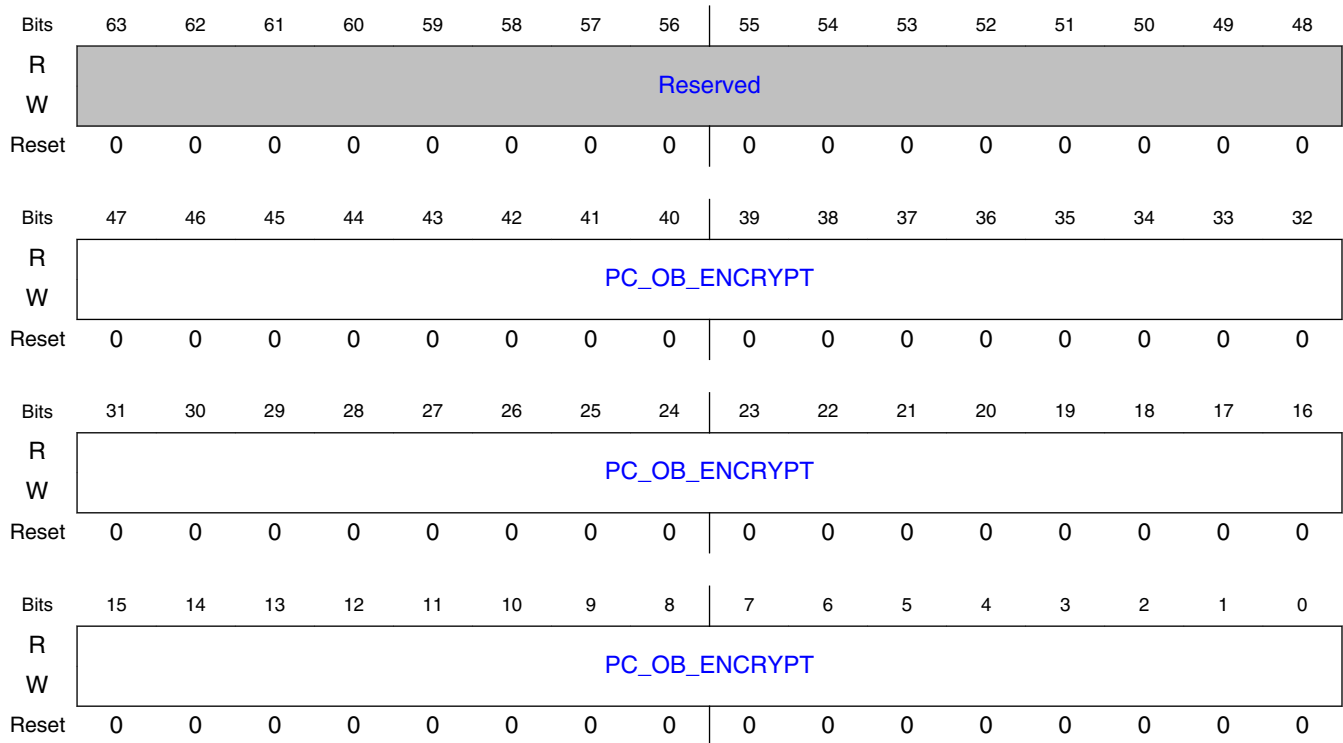 Bits 63 62 61 60 59 58 57 56 55 54 53 52 51 50 49 48
R
Reserved
W
Reset 0 0 0 0 0 0 0 0 0 0 0 0 0 0 0 0
Bits 47 46 45 44 43 42 41 40 39 38 37 36 35 34 33 32
R
PC_OB_ENCRYPT
W
Reset 0 0 0 0 0 0 0 0 0 0 0 0 0 0 0 0
Bits 31 30 29 28 27 26 25 24 23 22 21 20 19 18 17 16
R
PC_OB_ENCRYPT
W
Reset 0 0 0 0 0 0 0 0 0 0 0 0 0 0 0 0
Bits 15 14 13 12 11 10 9 8 7 6 5 4 3 2 1 0
R
PC_OB_ENCRYPT
W
Reset 0 0 0 0 0 0 0 0 0 0 0 0 0 0 0 0